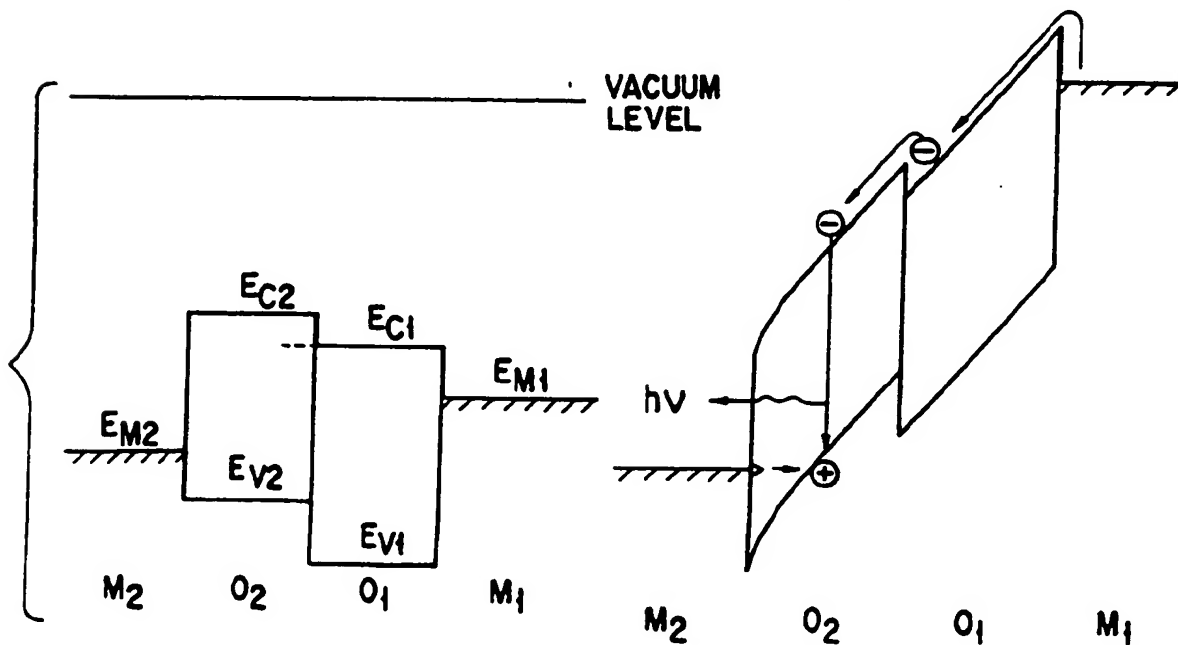 VACUUM
LEVEL
EC2
EC1
EM1
EM2
EV2
EV1
M2 O2 O1 M1
hν
− −
+
M2 O2 O1 M1